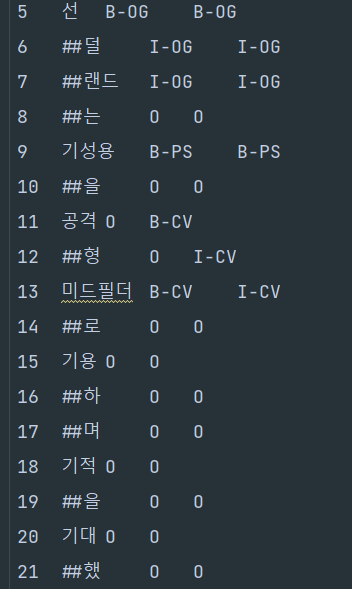 5 선 B-OG B-OG
6 ##덜 I-OG I-OG
7 ##랜드 I-OG I-OG
8 ##는 O O
9 기성용 B-PS B-PS
10 ##을 O O
11 공격 O B-CV
12 ##형 O I-CV
13 미드필더 B-CV I-CV
14 ##로 O O
15 기용 O O
16 ##하 O O
17 ##며 O O
18 기적 O O
19 ##을 O O
20 기대 O O
21 ##했 O O